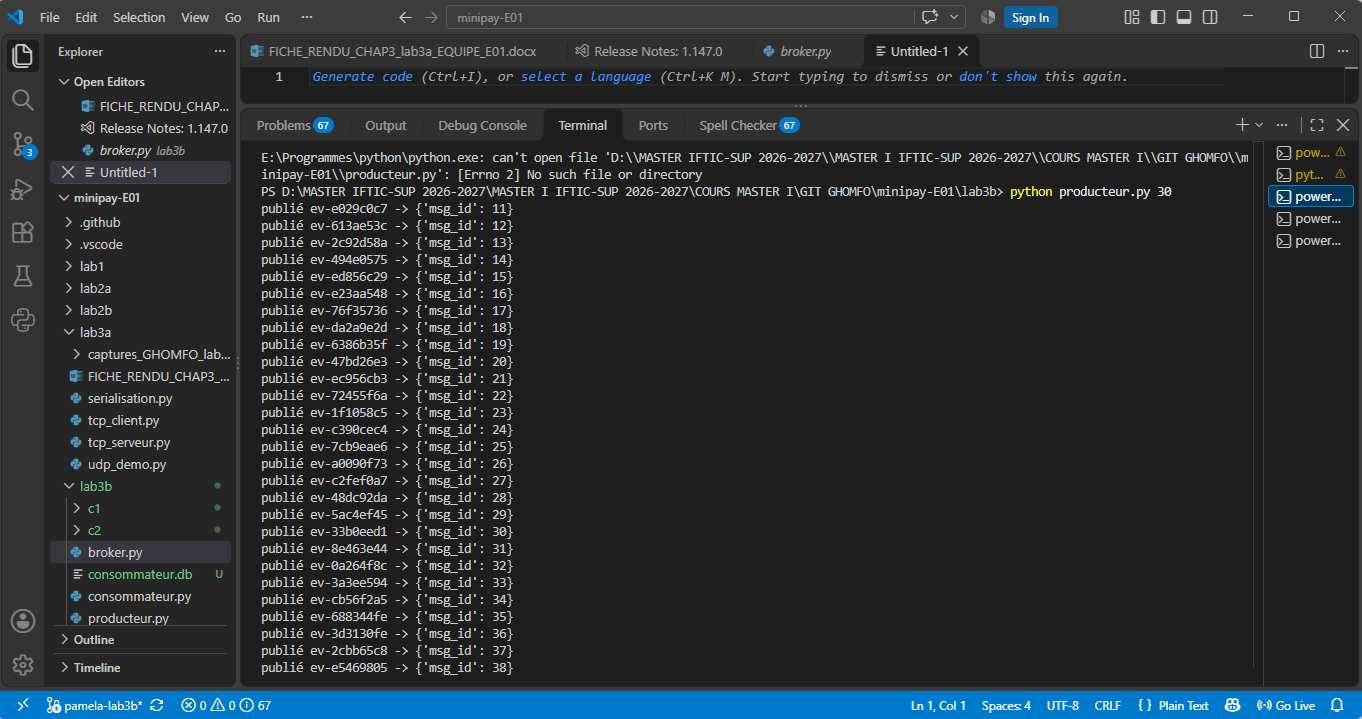 File Edit Selection View Go Run ··· minipay-E01 Sign In
Explorer ···
Open Editors
FICHE_RENDU_CHAP...
Release Notes: 1.147.0
broker.py lab3b
Untitled-1
minipay-E01
.github
.vscode
lab1
lab2a
lab2b
lab3a
captures_GHOMFO_lab...
FICHE_RENDU_CHAP3_...
serialisation.py
tcp_client.py
tcp_serveur.py
udp_demo.py
lab3b
c1
c2
broker.py
consommateur.db U
consommateur.py
producteur.py
Outline
Timeline
3
FICHE_RENDU_CHAP3_lab3a_EQUIPE_E01.docx Release Notes: 1.147.0 broker.py Untitled-1
1 Generate code (Ctrl+I), or select a language (Ctrl+K M). Start typing to dismiss or don't show this again.
Problems 67 Output Debug Console Terminal Ports Spell Checker 67
E:\Programmes\python\python.exe: can't open file 'D:\\MASTER IFTIC-SUP 2026-2027\\MASTER I IFTIC-SUP 2026-2027\\COURS MASTER I\\GIT GHOMFO\\m
inipay-E01\\producteur.py': [Errno 2] No such file or directory
PS D:\MASTER IFTIC-SUP 2026-2027\MASTER I IFTIC-SUP 2026-2027\COURS MASTER I\GIT GHOMFO\minipay-E01\lab3b> python producteur.py 30
publié ev-e029c0c7 -> {'msg_id': 11}
publié ev-613ae53c -> {'msg_id': 12}
publié ev-2c92d58a -> {'msg_id': 13}
publié ev-494e0575 -> {'msg_id': 14}
publié ev-ed856c29 -> {'msg_id': 15}
publié ev-e23aa548 -> {'msg_id': 16}
publié ev-76f35736 -> {'msg_id': 17}
publié ev-da2a9e2d -> {'msg_id': 18}
publié ev-6386b35f -> {'msg_id': 19}
publié ev-47bd26e3 -> {'msg_id': 20}
publié ev-ec956cb3 -> {'msg_id': 21}
publié ev-72455f6a -> {'msg_id': 22}
publié ev-1f1058c5 -> {'msg_id': 23}
publié ev-c390cec4 -> {'msg_id': 24}
publié ev-7cb9eae6 -> {'msg_id': 25}
publié ev-a0090f73 -> {'msg_id': 26}
publié ev-c2fef0a7 -> {'msg_id': 27}
publié ev-48dc92da -> {'msg_id': 28}
publié ev-5ac4ef45 -> {'msg_id': 29}
publié ev-33b0eed1 -> {'msg_id': 30}
publié ev-8e463e44 -> {'msg_id': 31}
publié ev-0a264f8c -> {'msg_id': 32}
publié ev-3a3ee594 -> {'msg_id': 33}
publié ev-cb56f2a5 -> {'msg_id': 34}
publié ev-688344fe -> {'msg_id': 35}
publié ev-3d3130fe -> {'msg_id': 36}
publié ev-2cbb65c8 -> {'msg_id': 37}
publié ev-e5469805 -> {'msg_id': 38}
pow...
pyt...
power...
power...
power...
pamela-lab3b* 0 0 67 Ln 1, Col 1 Spaces: 4 UTF-8 CRLF { } Plain Text Go Live